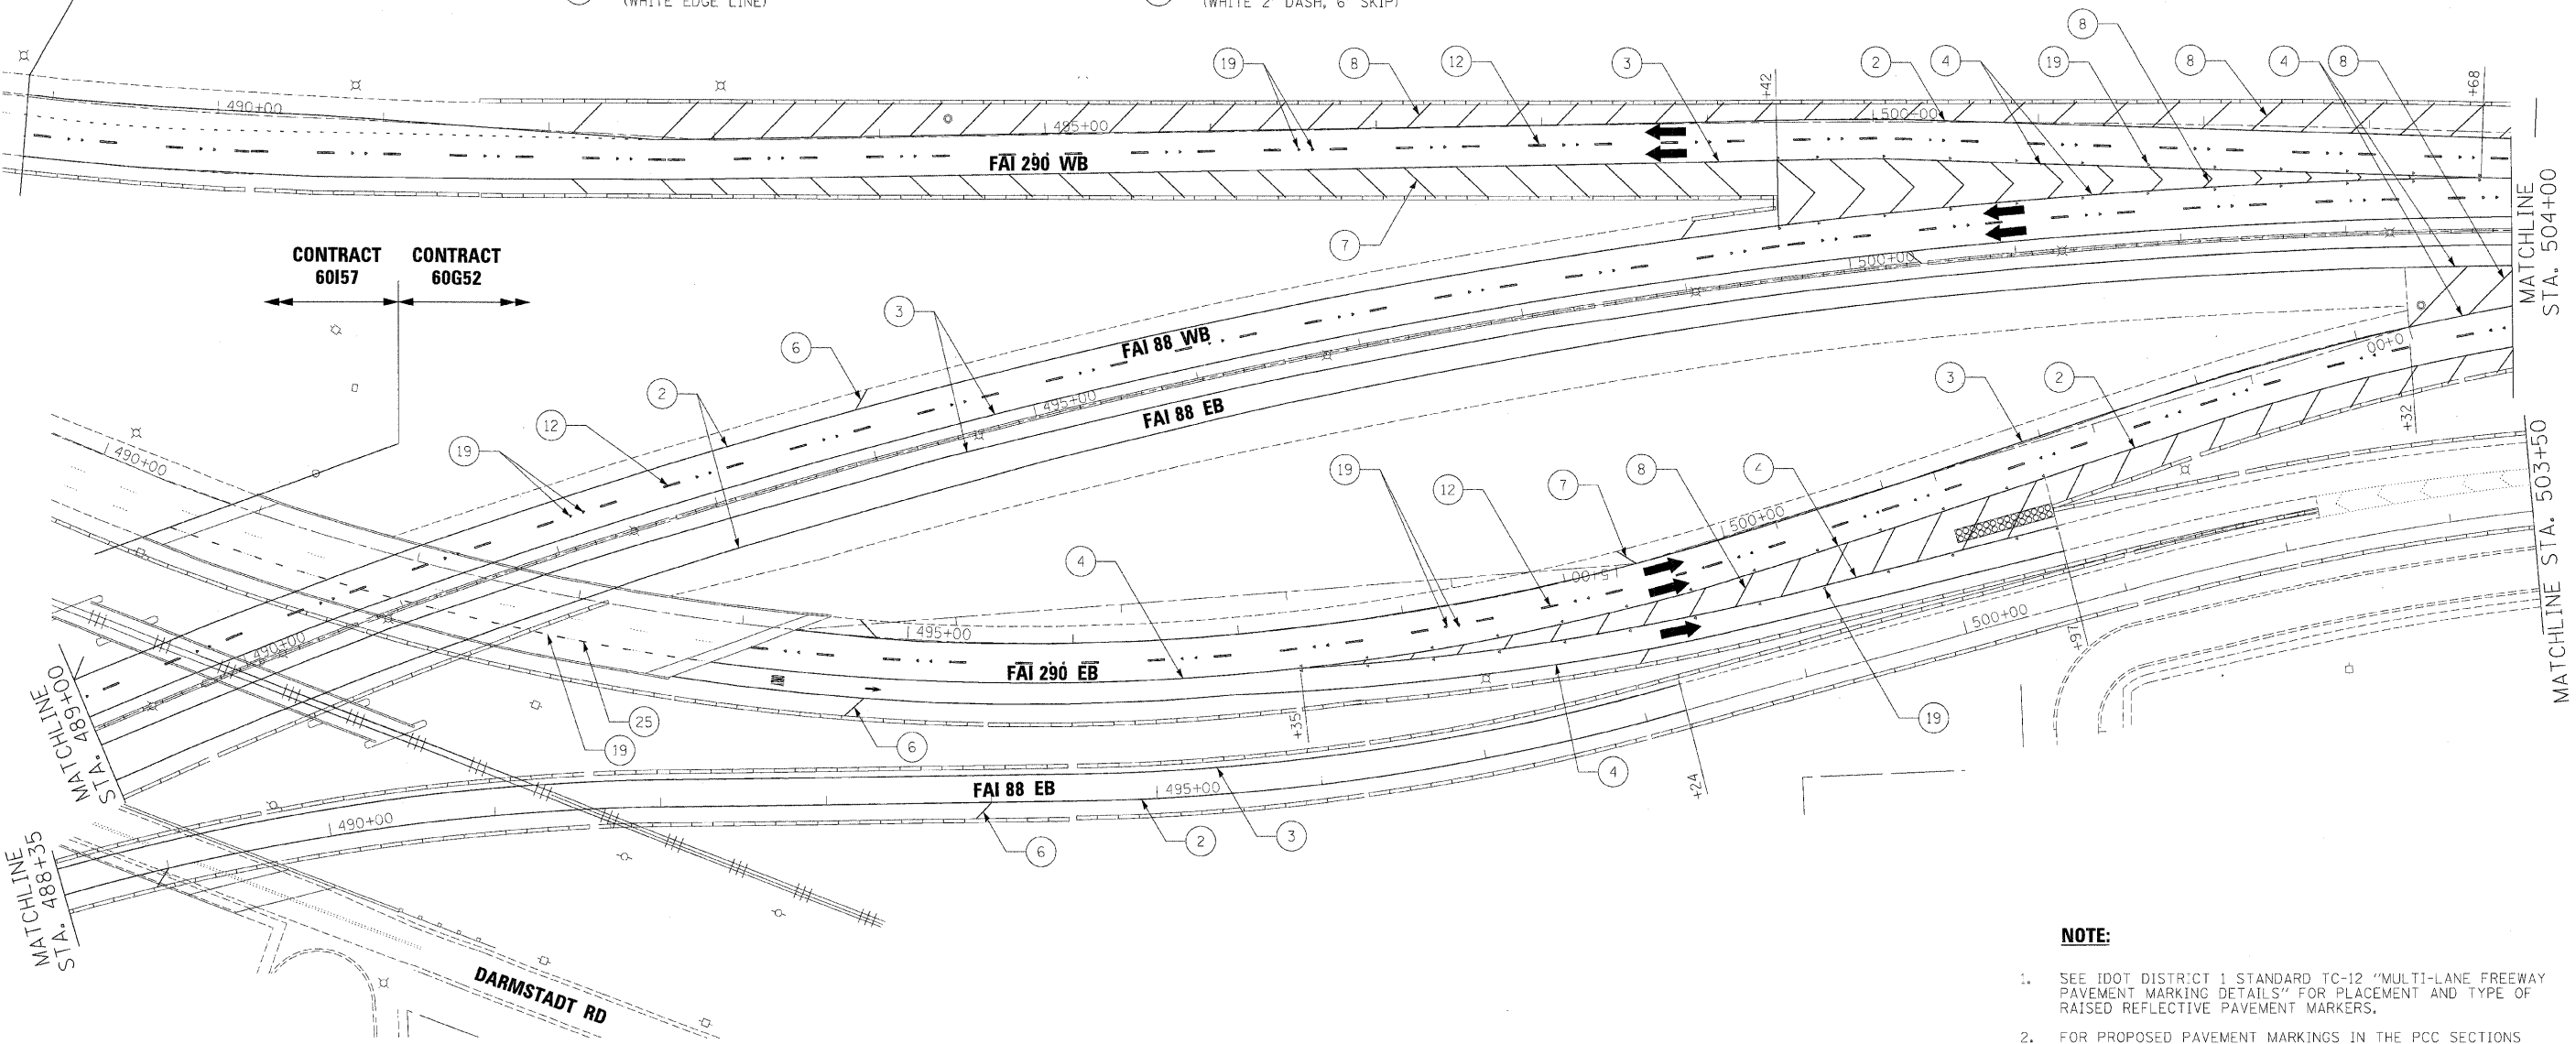 (WHITE EDGE LINE)
(WHITE 2' DASH, 6' SKIP)
8
19
8
12
3
+42
2
4
19
8
4
8
+68
490+00
495+00
500+00
FAI 290 WB
7
MATCHLINE
STA. 504+00
CONTRACT
60I57
CONTRACT
60G52
500+00
3
6
FAI 88 WB
2
495+00
FAI 88 EB
12
19
490+00
3
2
0+00
+32
19
12
7
8
4
500+00
MATCHLINE STA. 503+50
4
5+00
495+00
500+00
490+00
FAI 290 EB
+97
MATCHLINE
STA. 489+00
25
19
6
+35
19
4
+24
FAI 88 EB
495+00
490+00
6
2
3
MATCHLINE
STA. 488+35
DARMSTADT RD
NOTE:
1. SEE IDOT DISTRICT 1 STANDARD TC-12 "MULTI-LANE FREEWAY
PAVEMENT MARKING DETAILS" FOR PLACEMENT AND TYPE OF
RAISED REFLECTIVE PAVEMENT MARKERS.
2. FOR PROPOSED PAVEMENT MARKINGS IN THE PCC SECTIONS